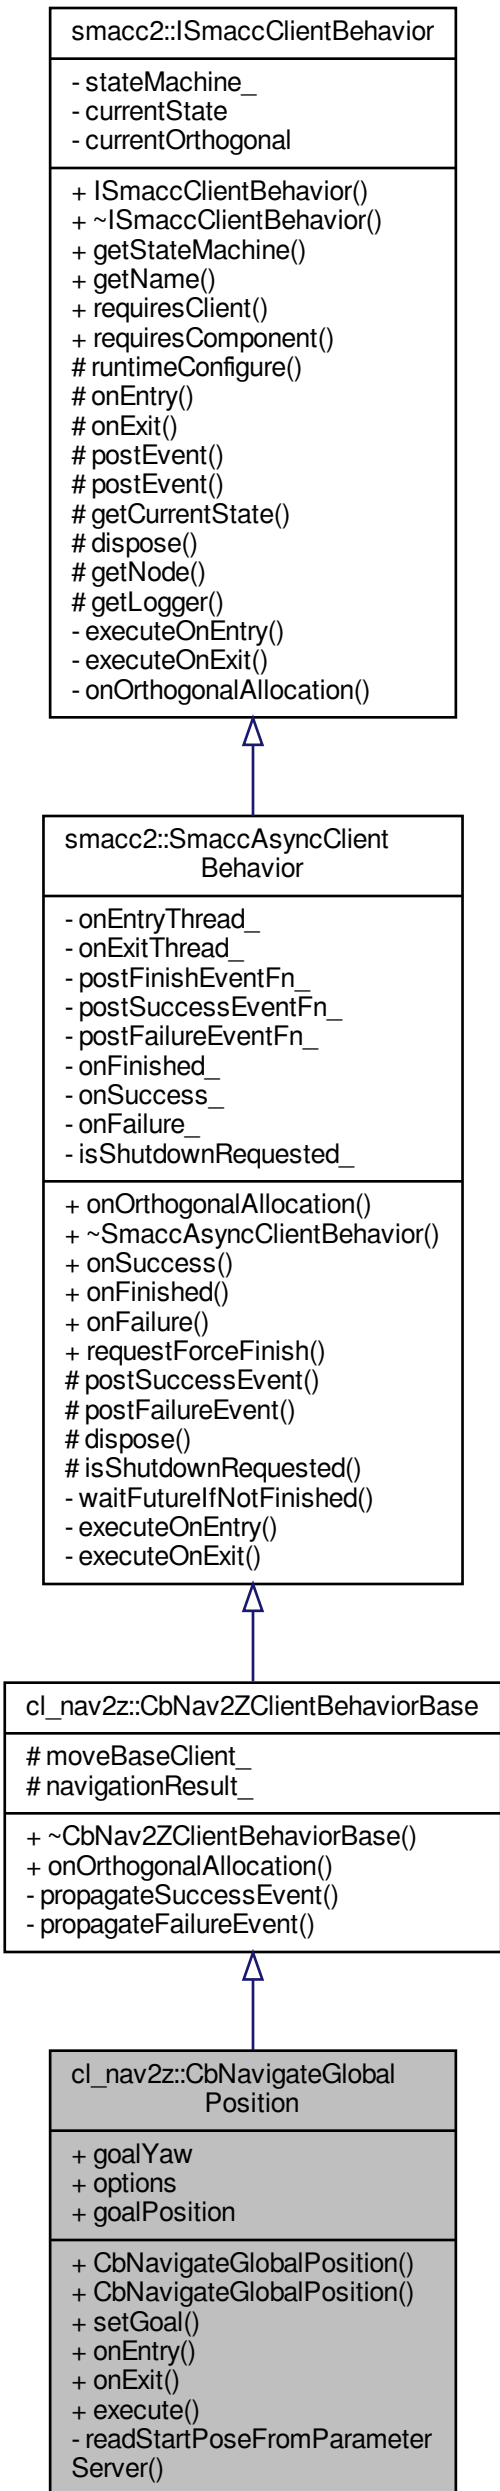 smacc2::ISmaccClientBehavior
- stateMachine_
- currentState
- currentOrthogonal
+ ISmaccClientBehavior()
+ ~ISmaccClientBehavior()
+ getStateMachine()
+ getName()
+ requiresClient()
+ requiresComponent()
# runtimeConfigure()
# onEntry()
# onExit()
# postEvent()
# postEvent()
# getCurrentState()
# dispose()
# getNode()
# getLogger()
- executeOnEntry()
- executeOnExit()
- onOrthogonalAllocation()
smacc2::SmaccAsyncClient
Behavior
- onEntryThread_
- onExitThread_
- postFinishEventFn_
- postSuccessEventFn_
- postFailureEventFn_
- onFinished_
- onSuccess_
- onFailure_
- isShutdownRequested_
+ onOrthogonalAllocation()
+ ~SmaccAsyncClientBehavior()
+ onSuccess()
+ onFinished()
+ onFailure()
+ requestForceFinish()
# postSuccessEvent()
# postFailureEvent()
# dispose()
# isShutdownRequested()
- waitFutureIfNotFinished()
- executeOnEntry()
- executeOnExit()
cl_nav2z::CbNav2ZClientBehaviorBase
# moveBaseClient_
# navigationResult_
+ ~CbNav2ZClientBehaviorBase()
+ onOrthogonalAllocation()
- propagateSuccessEvent()
- propagateFailureEvent()
cl_nav2z::CbNavigateGlobal
Position
+ goalYaw
+ options
+ goalPosition
+ CbNavigateGlobalPosition()
+ CbNavigateGlobalPosition()
+ setGoal()
+ onEntry()
+ onExit()
+ execute()
- readStartPoseFromParameter
Server()